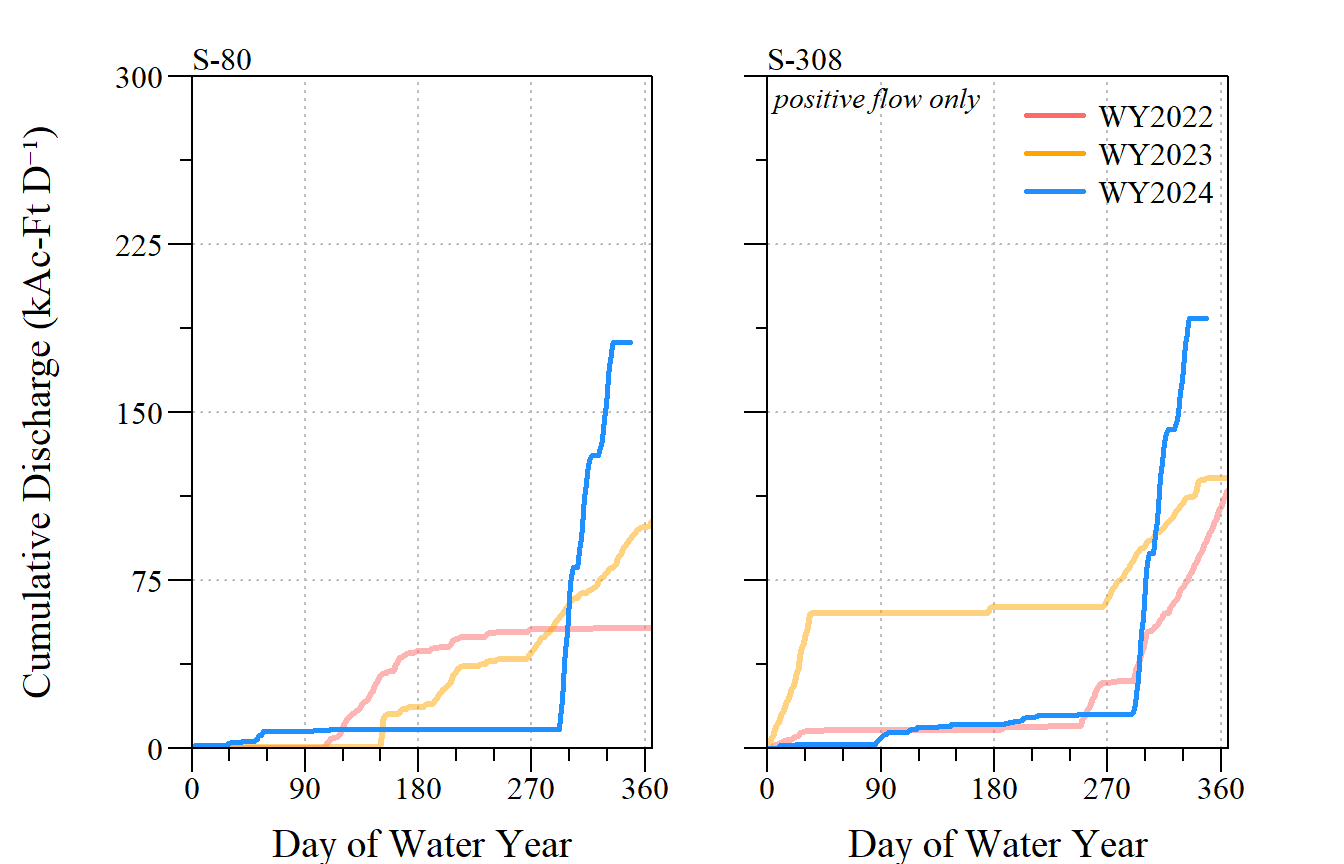 S-80
S-308
300
225
150
75
0
Cumulative Discharge (kAc-Ft D⁻¹)
positive flow only
WY2022
WY2023
WY2024
0 90 180 270 360
0 90 180 270 360
Day of Water Year
Day of Water Year